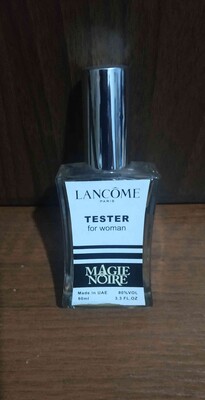 LANCÔME
PARIS
TESTER
for woman
MAGIE
NOIRE
Made in UAE 80%VOL
60ml 2.0 FL.OZ